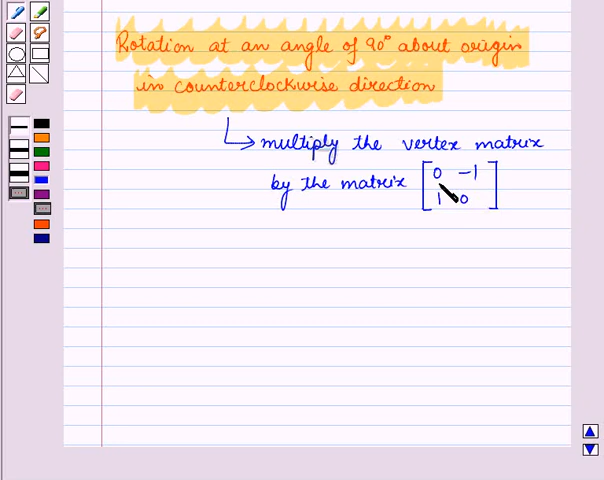 Rotation at an angle of 90° about origin
in counterclockwise direction
multiply the vertex matrix
by the matrix [0 -1
1 0]